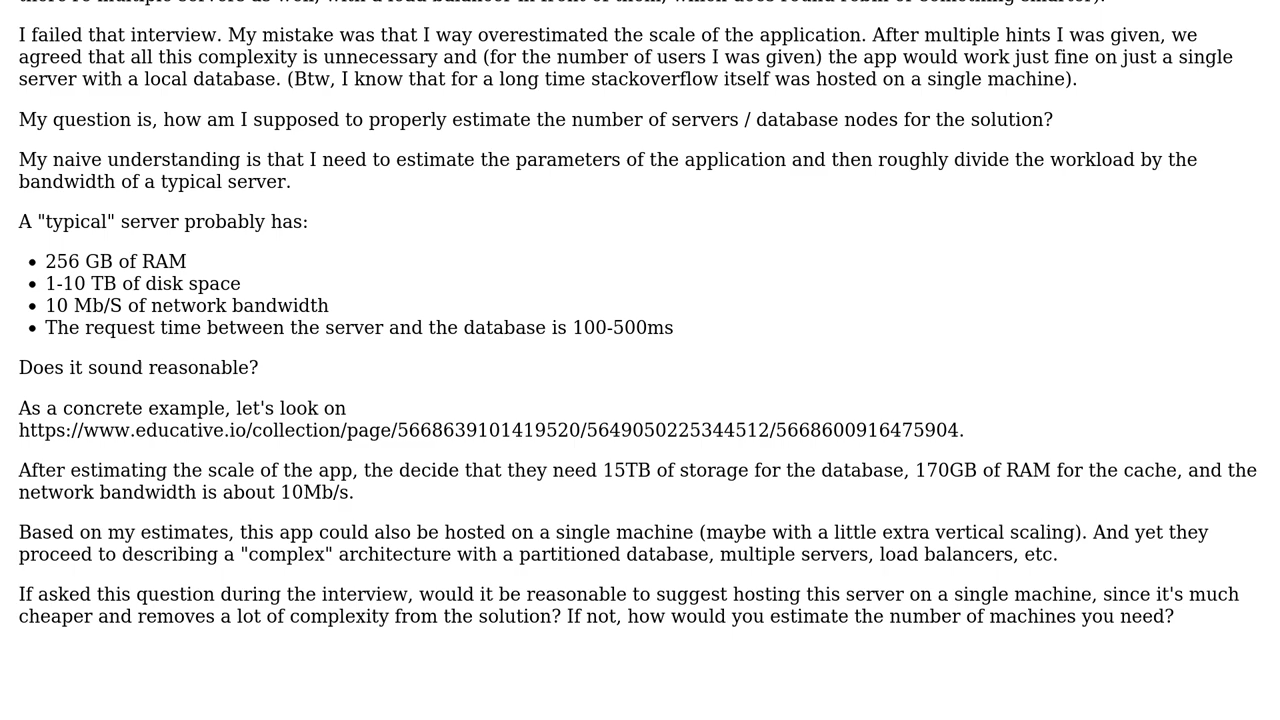 I failed that interview. My mistake was that I way overestimated the scale of the application. After multiple hints I was given, we
agreed that all this complexity is unnecessary and (for the number of users I was given) the app would work just fine on just a single
server with a local database. (Btw, I know that for a long time stackoverflow itself was hosted on a single machine).
My question is, how am I supposed to properly estimate the number of servers / database nodes for the solution?
My naive understanding is that I need to estimate the parameters of the application and then roughly divide the workload by the
bandwidth of a typical server.
A "typical" server probably has:
• 256 GB of RAM
• 1-10 TB of disk space
• 10 Mb/S of network bandwidth
• The request time between the server and the database is 100-500ms
Does it sound reasonable?
As a concrete example, let's look on
https://www.educative.io/collection/page/5668639101419520/5649050225344512/5668600916475904.
After estimating the scale of the app, the decide that they need 15TB of storage for the database, 170GB of RAM for the cache, and the
network bandwidth is about 10Mb/s.
Based on my estimates, this app could also be hosted on a single machine (maybe with a little extra vertical scaling). And yet they
proceed to describing a "complex" architecture with a partitioned database, multiple servers, load balancers, etc.
If asked this question during the interview, would it be reasonable to suggest hosting this server on a single machine, since it's much
cheaper and removes a lot of complexity from the solution? If not, how would you estimate the number of machines you need?